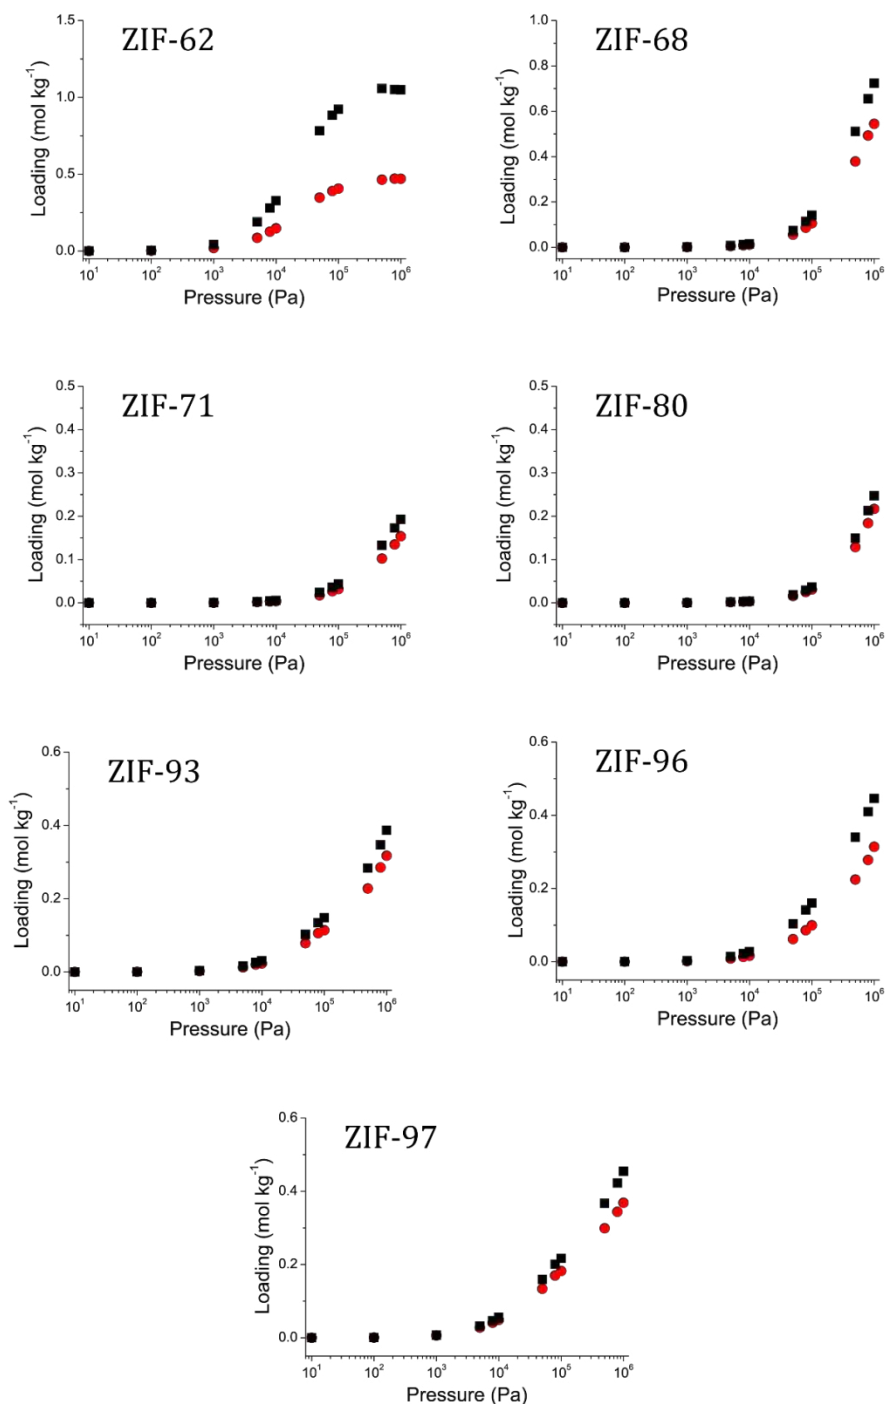 ZIF-62
Loading (mol kg⁻¹)
1.5
1.0
0.5
0.0
10¹ 10² 10³ 10⁴ 10⁵ 10⁶
Pressure (Pa)
ZIF-68
Loading (mol kg⁻¹)
1.0
0.8
0.6
0.4
0.2
0.0
10¹ 10² 10³ 10⁴ 10⁵ 10⁶
Pressure (Pa)
ZIF-71
Loading (mol kg⁻¹)
0.5
0.4
0.3
0.2
0.1
0.0
10¹ 10² 10³ 10⁴ 10⁵ 10⁶
Pressure (Pa)
ZIF-80
Loading (mol kg⁻¹)
0.5
0.4
0.3
0.2
0.1
0.0
10¹ 10² 10³ 10⁴ 10⁵ 10⁶
Pressure (Pa)
ZIF-93
Loading (mol kg⁻¹)
0.6
0.4
0.2
0.0
10¹ 10² 10³ 10⁴ 10⁵ 10⁶
Pressure (Pa)
ZIF-96
Loading (mol kg⁻¹)
0.6
0.4
0.2
0.0
10¹ 10² 10³ 10⁴ 10⁵ 10⁶
Pressure (Pa)
ZIF-97
Loading (mol kg⁻¹)
0.6
0.4
0.2
0.0
10¹ 10² 10³ 10⁴ 10⁵ 10⁶
Pressure (Pa)